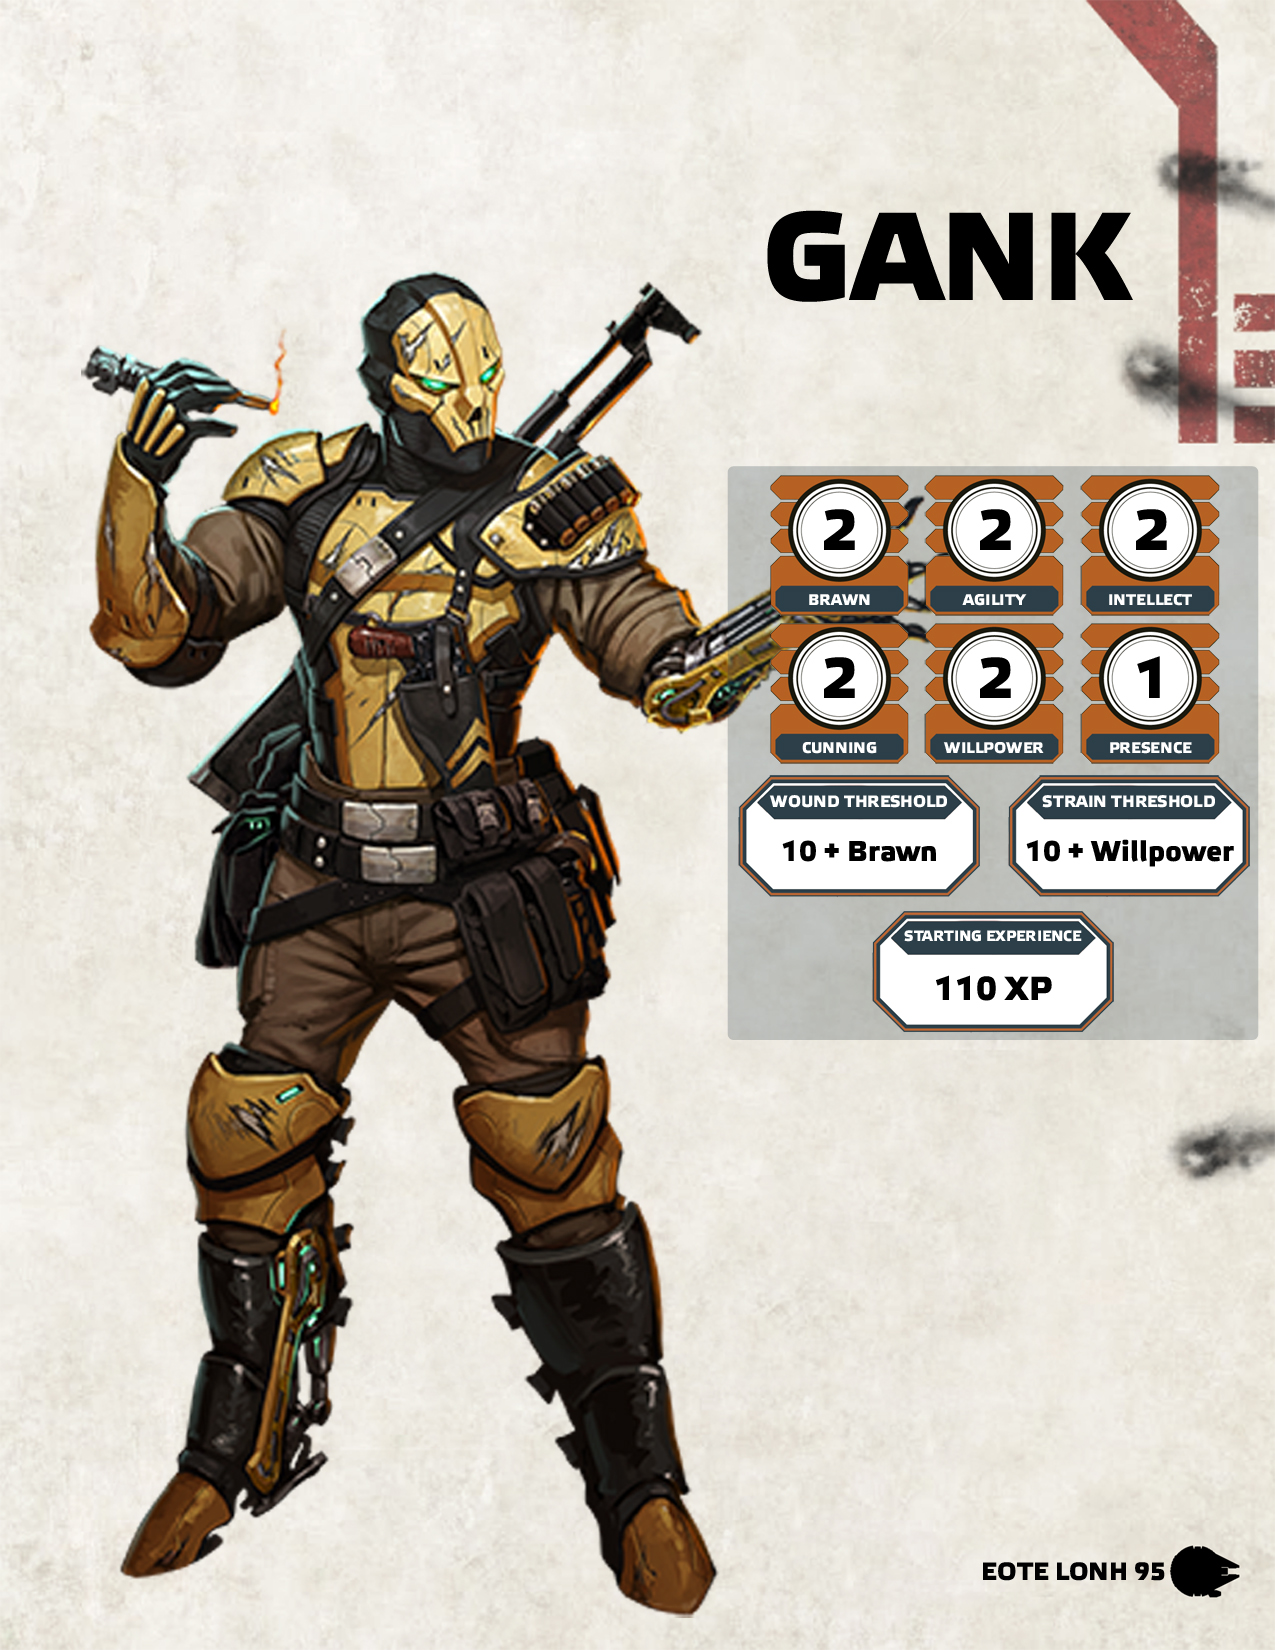 GANK
2 2 2
BRAWN AGILITY INTELLECT
2 2 1
CUNNING WILLPOWER PRESENCE
WOUND THRESHOLD STRAIN THRESHOLD
10 + Brawn 10 + Willpower
STARTING EXPERIENCE
110 XP
EOTE LONH 95